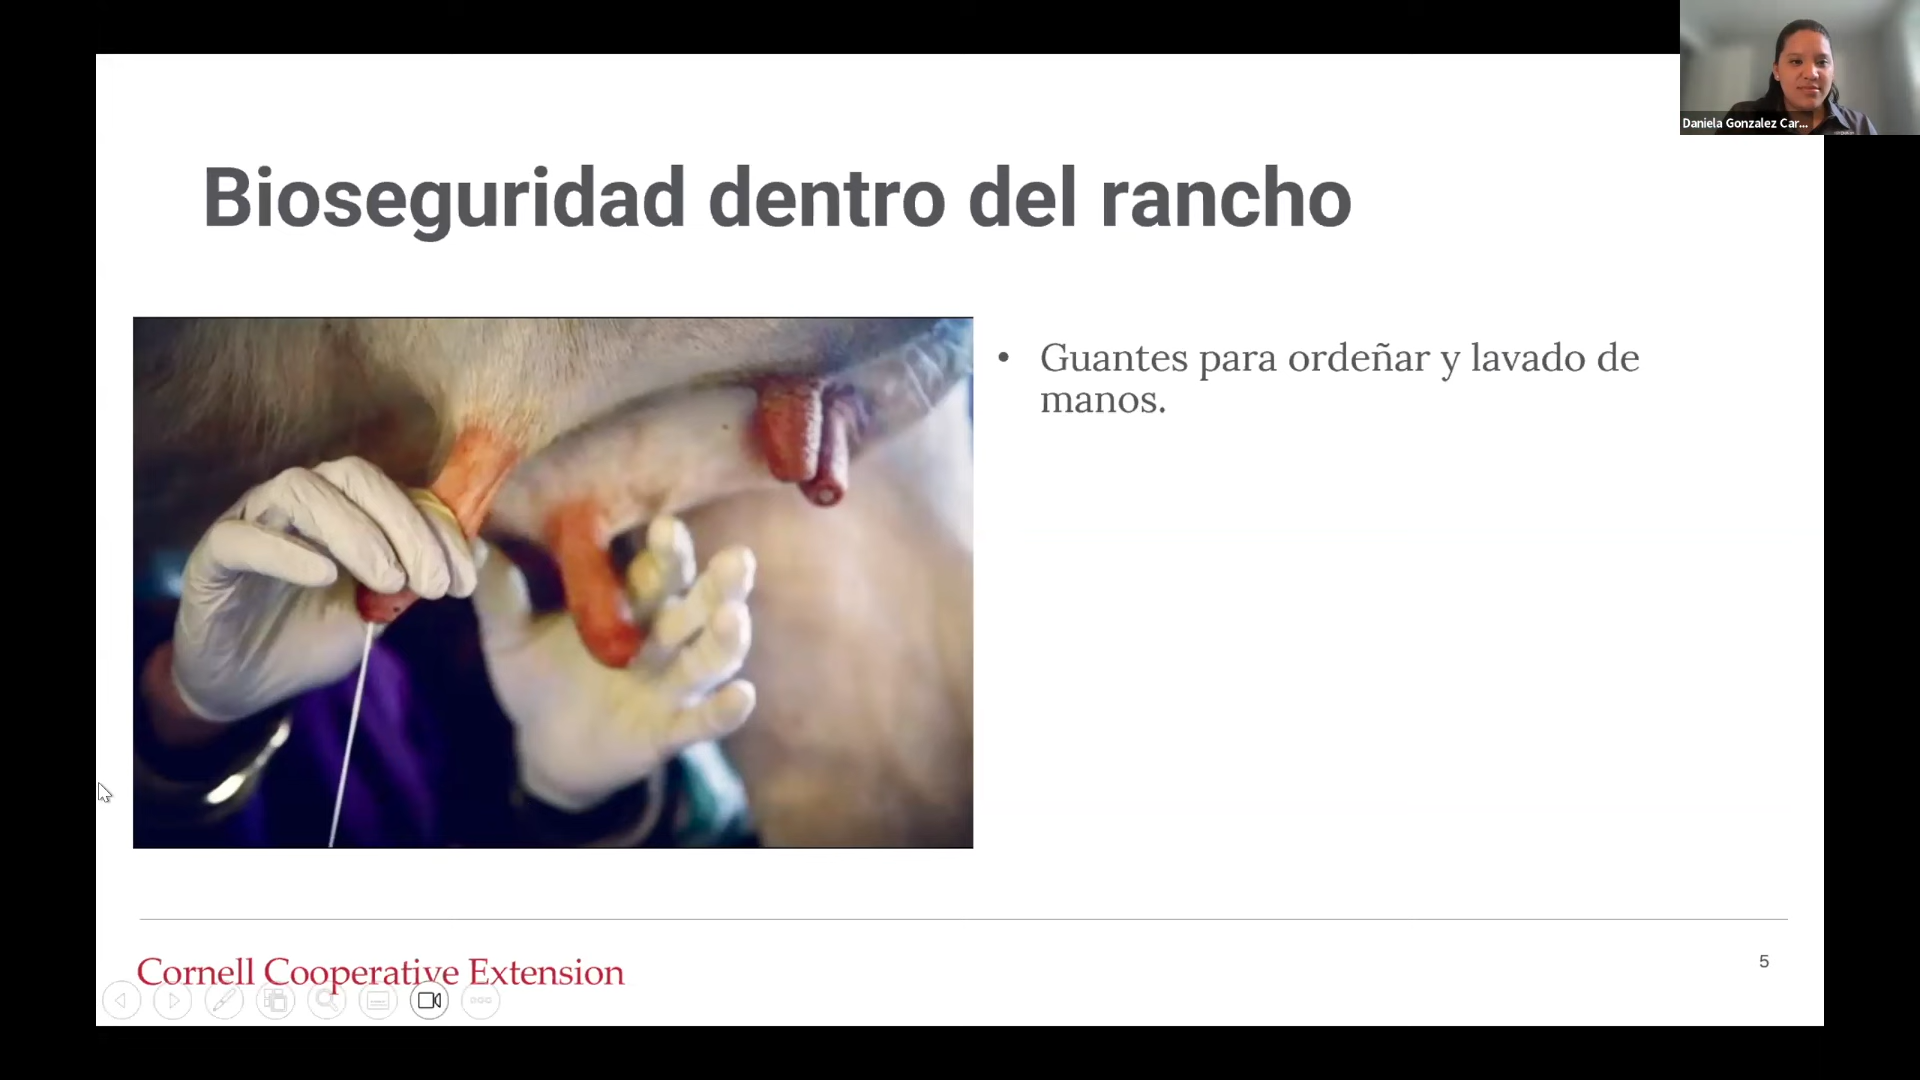 Daniela Gonzalez Car...
Bioseguridad dentro del rancho
• Guantes para ordeñar y lavado de
manos.
Cornell Cooperative Extension
5